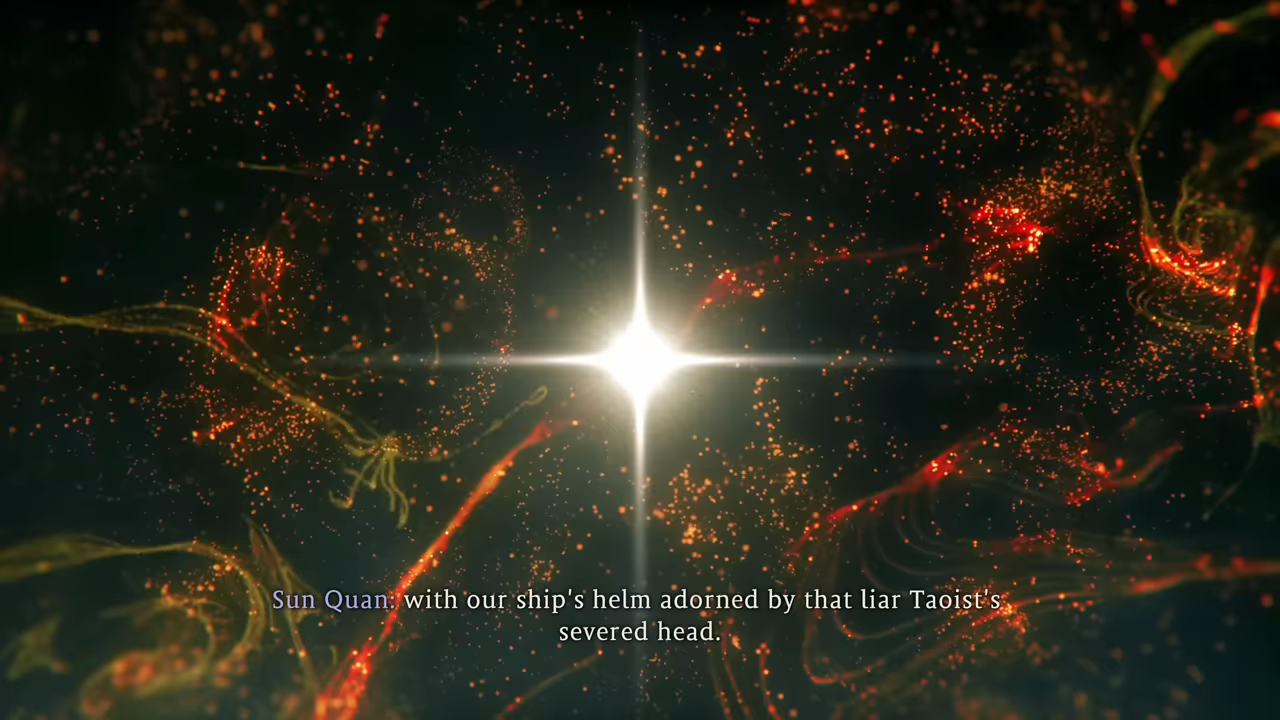 Sun Quan: with our ship's helm adorned by that liar Taoist's
severed head.